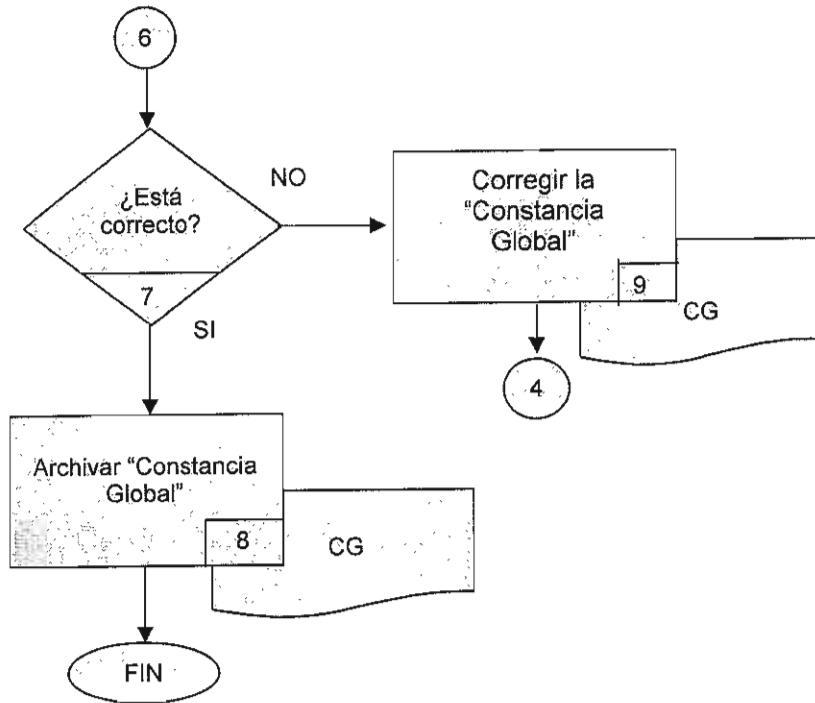 6
¿Está
correcto?
7
NO
SI
Corregir la
“Constancia
Global”
9
CG
4
Archivar “Constancia
Global”
8
CG
FIN